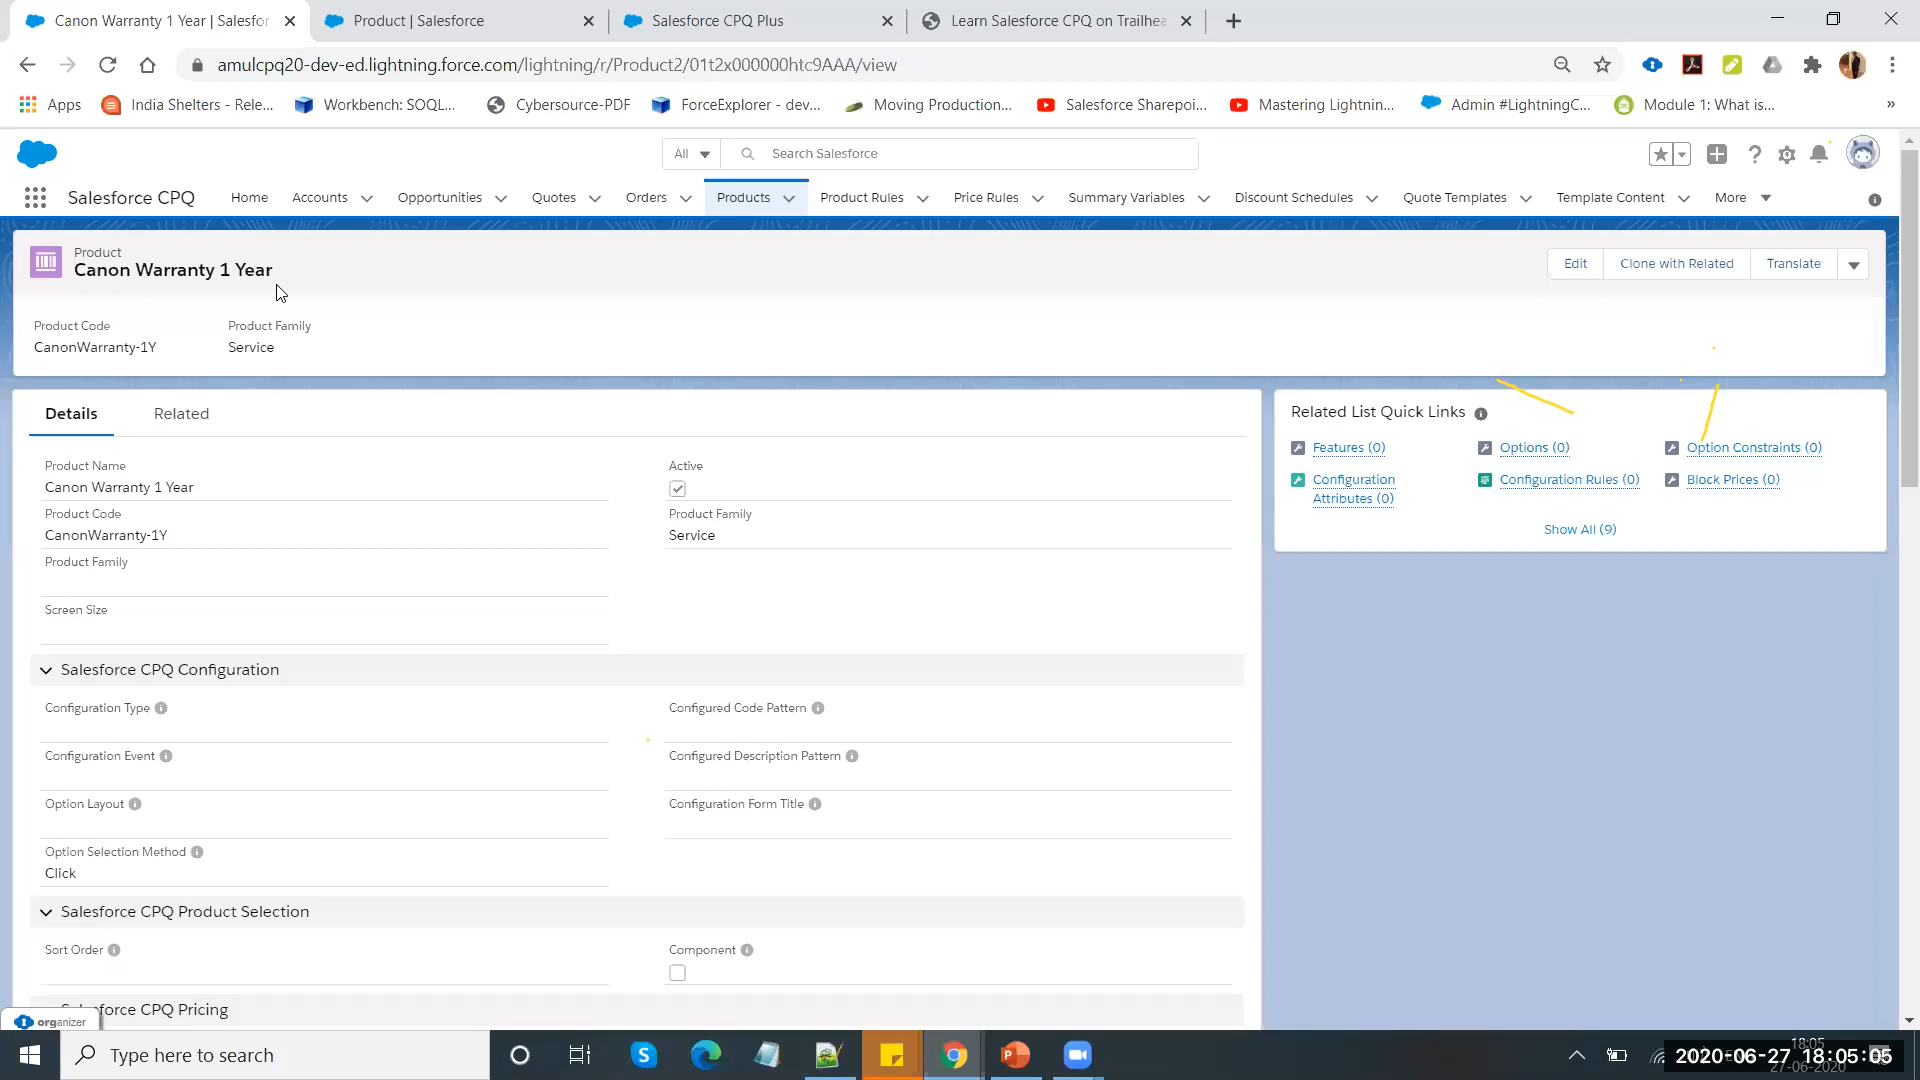 Canon Warranty 1 Year | Salesfor
Product | Salesforce
Salesforce CPQ Plus
Learn Salesforce CPQ on Trailhea
amulcpq20-dev-ed.lightning.force.com/lightning/r/Product2/01t2x000000htc9AAA/view
Apps
India Shelters - Rele...
Workbench: SOQL...
Cybersource-PDF
ForceExplorer - dev...
Moving Production...
Salesforce Sharepoi...
Mastering Lightnin...
Admin #LightningC...
Module 1: What is...
All
Search Salesforce
Salesforce CPQ
Home
Accounts
Opportunities
Quotes
Orders
Products
Product Rules
Price Rules
Summary Variables
Discount Schedules
Quote Templates
Template Content
More
Product
Canon Warranty 1 Year
Edit
Clone with Related
Translate
Product Code
Product Family
CanonWarranty-1Y
Service
Details
Related
Product Name
Active
Canon Warranty 1 Year
Product Code
Product Family
CanonWarranty-1Y
Service
Product Family
Screen Size
Salesforce CPQ Configuration
Configuration Type
Configured Code Pattern
Configuration Event
Configured Description Pattern
Option Layout
Configuration Form Title
Option Selection Method
Click
Salesforce CPQ Product Selection
Sort Order
Component
force CPQ Pricing
organizer
Related List Quick Links
Features (0)
Options (0)
Option Constraints (0)
Configuration Attributes (0)
Configuration Rules (0)
Block Prices (0)
Show All (9)
Type here to search
18:05
2020-06-27 18:05:05
27-06-2020